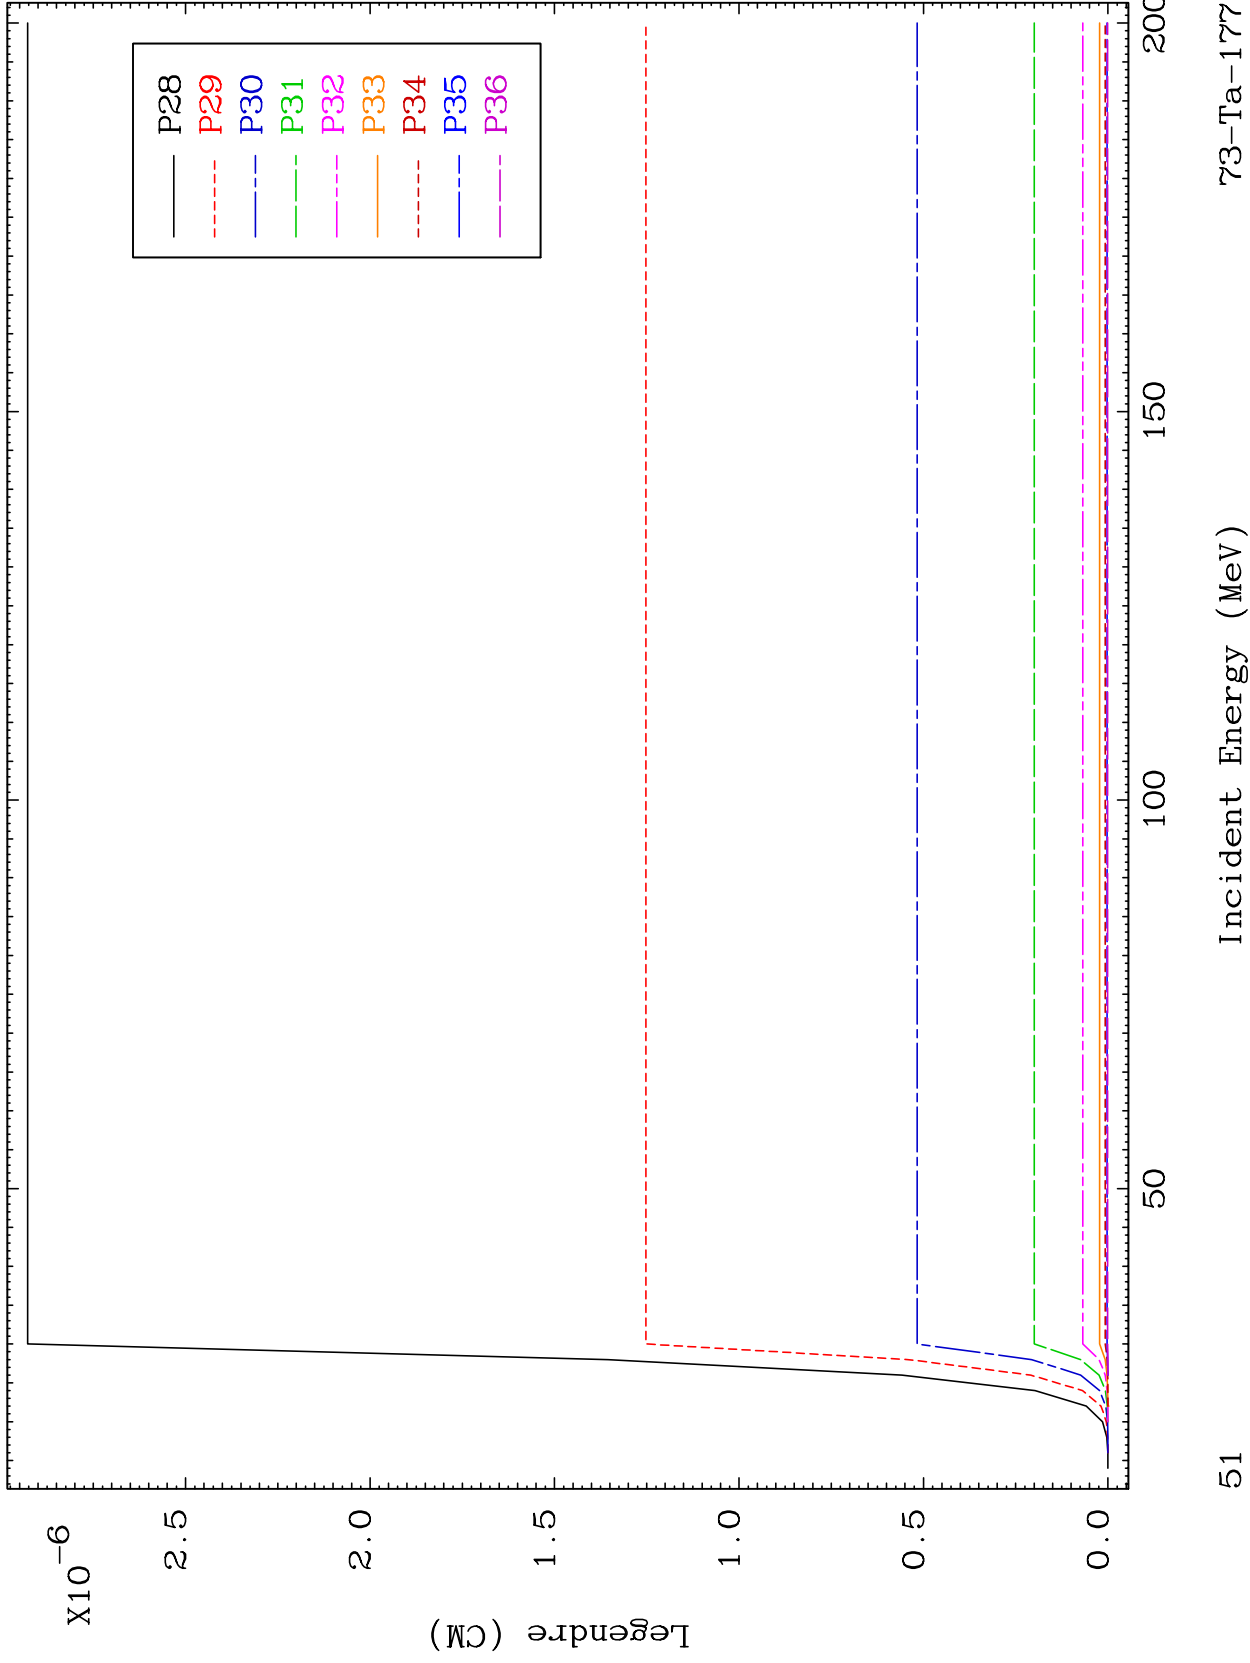 X10-6
2.5
2.0
1.5
1.0
0.5
0.0
Legendre (CM)
P28
P29
P30
P31
P32
P33
P34
P35
P36
50
100
150
200
51
Incident Energy (MeV)
73-Ta-177